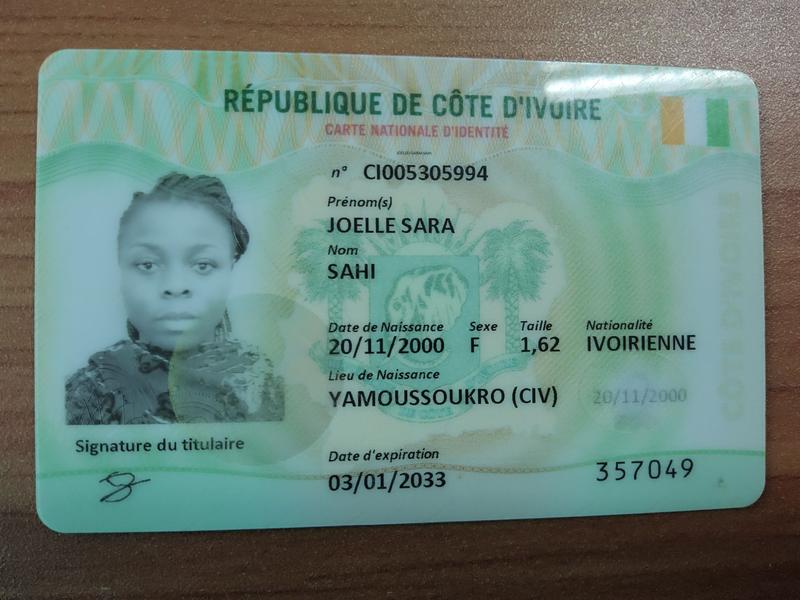 RÉPUBLIQUE DE CÔTE D'IVOIRE
CARTE NATIONALE D'IDENTITÉ
n° CI005305994
Prénom(s)
JOELLE SARA
Nom
SAHI
Date de Naissance Sexe Taille Nationalité
20/11/2000 F 1,62 IVOIRIENNE
Lieu de Naissance
YAMOUSSOUKRO (CIV)
20/11/2000
Signature du titulaire
Date d'expiration
03/01/2033
357049
CÔTE D'IVOIRE